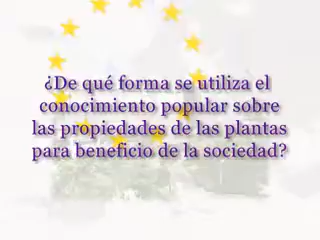 ¿De qué forma se utiliza el
conocimiento popular sobre
las propiedades de las plantas
para beneficio de la sociedad?